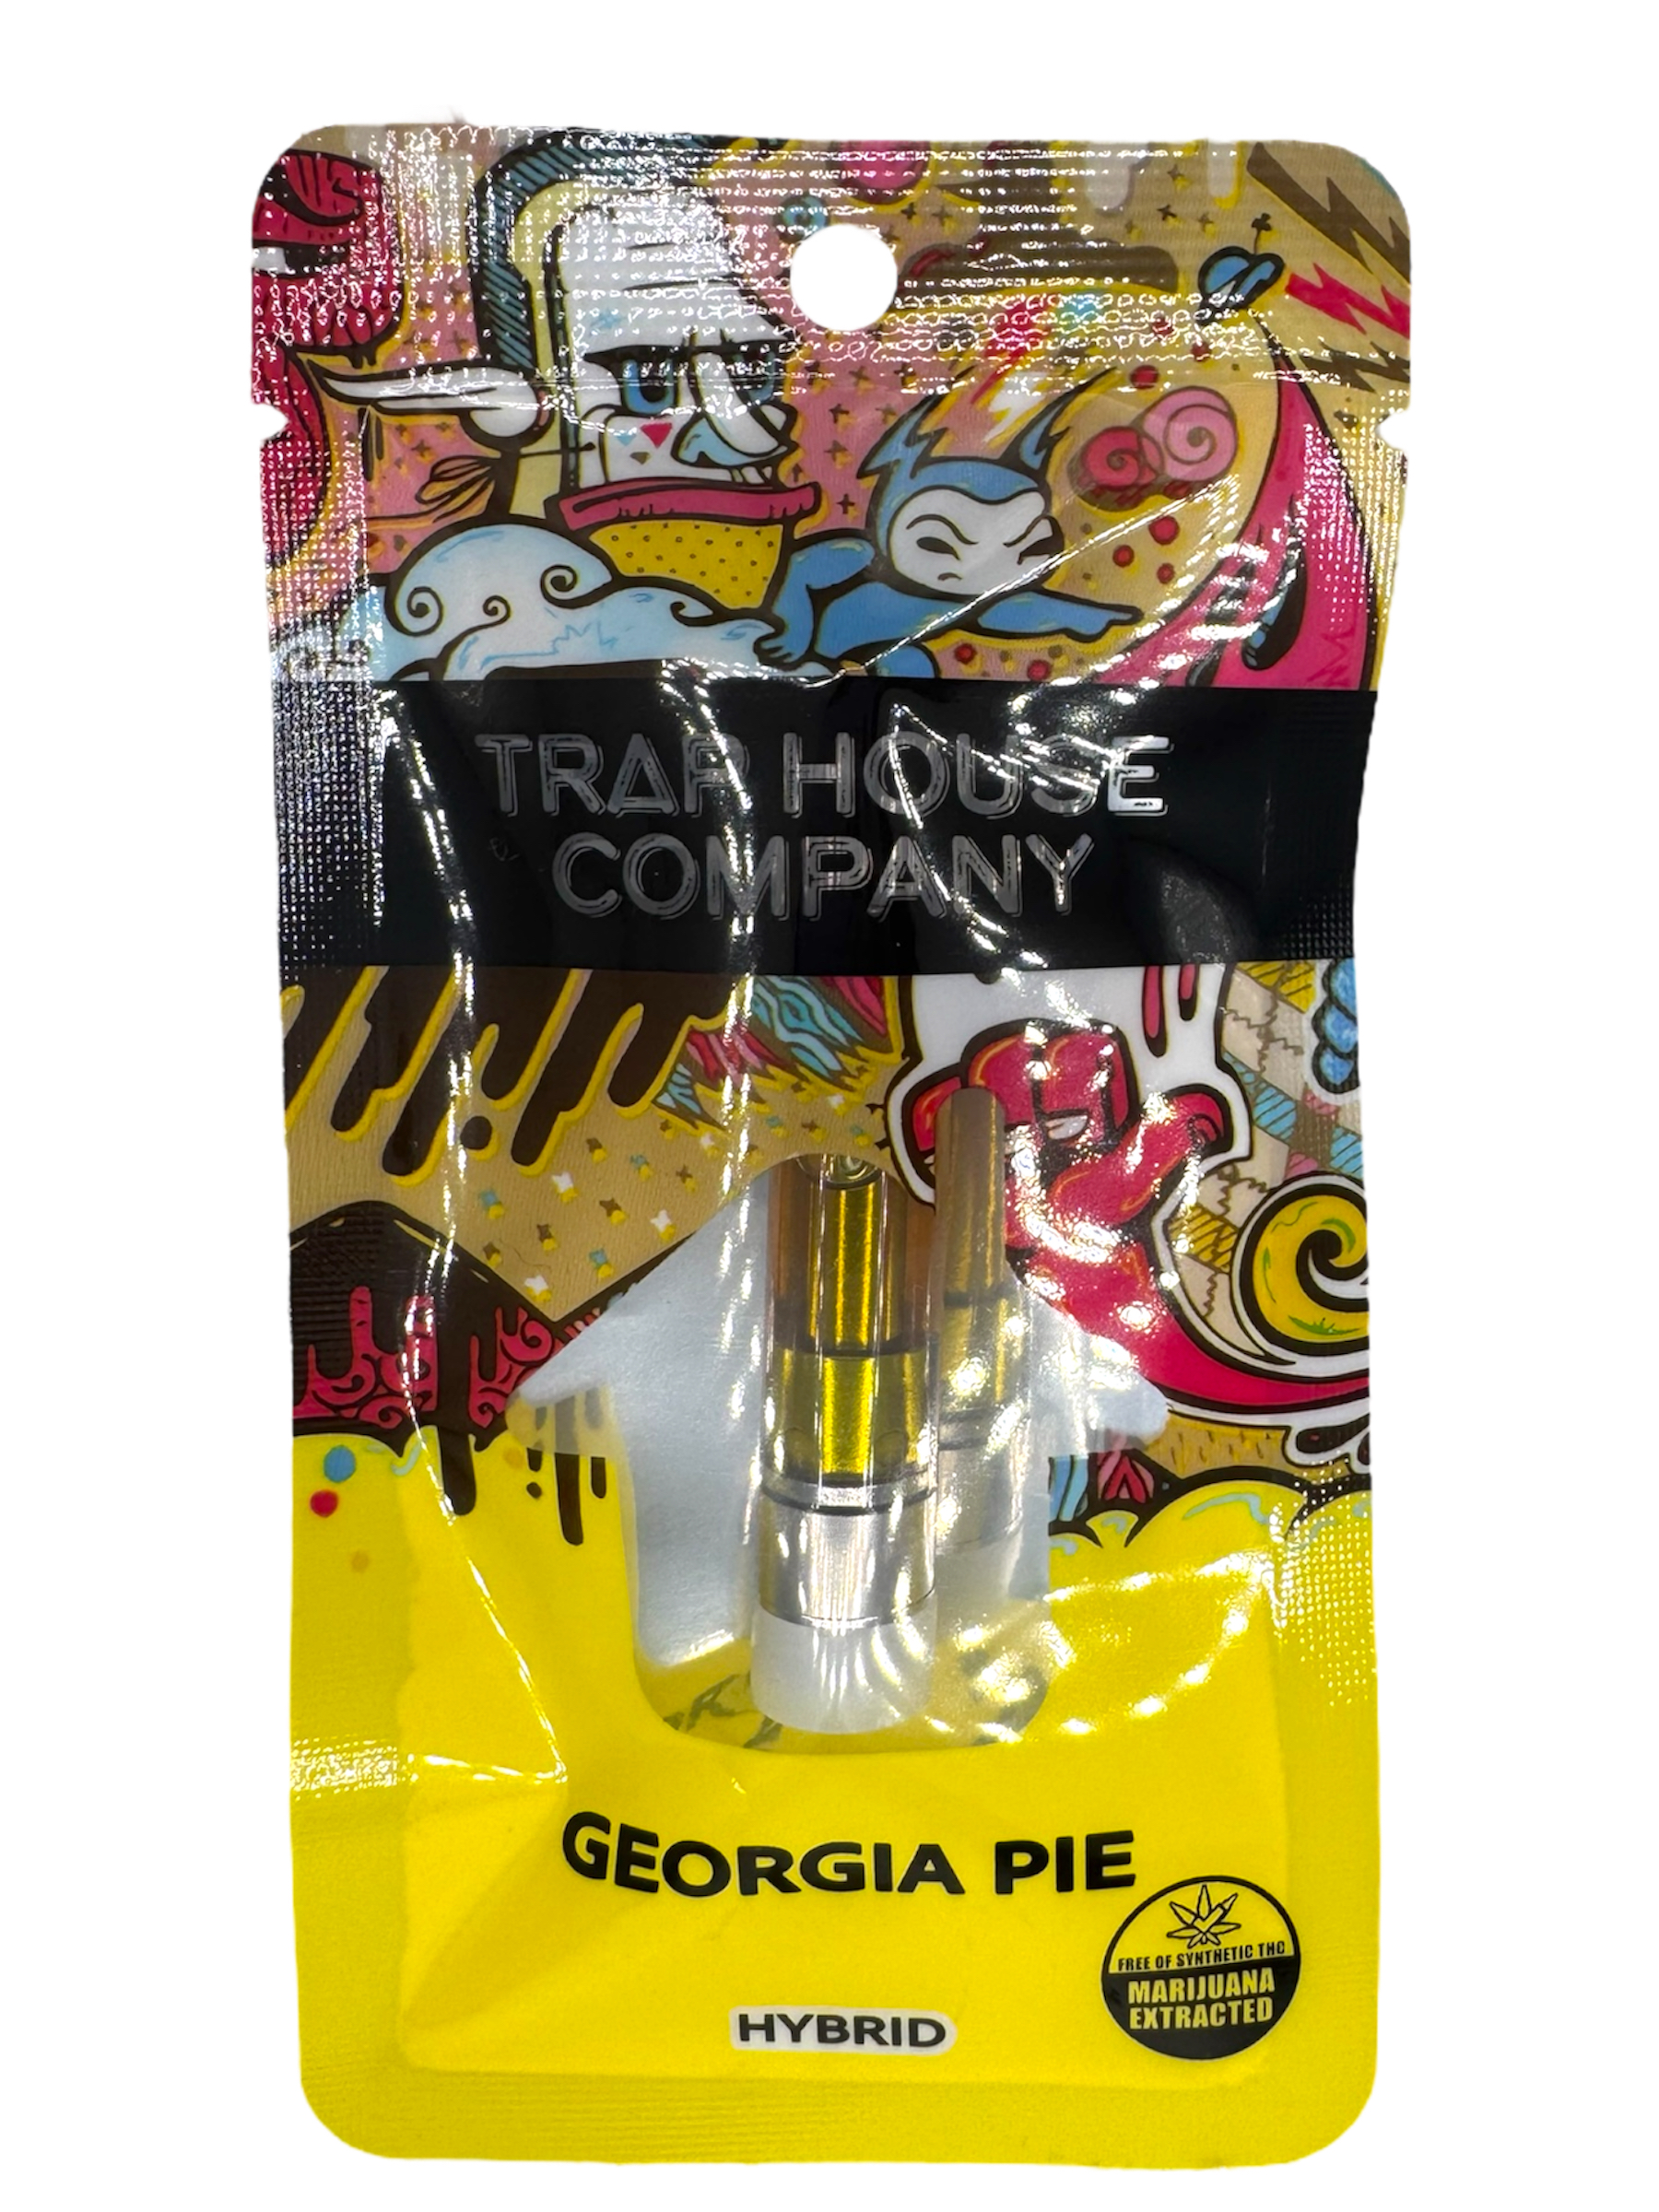 TRAP HOUSE
COMPANY
GEORGIA PIE
FREE OF SYNTHETIC THC
MARIJUANA
EXTRACTED
HYBRID